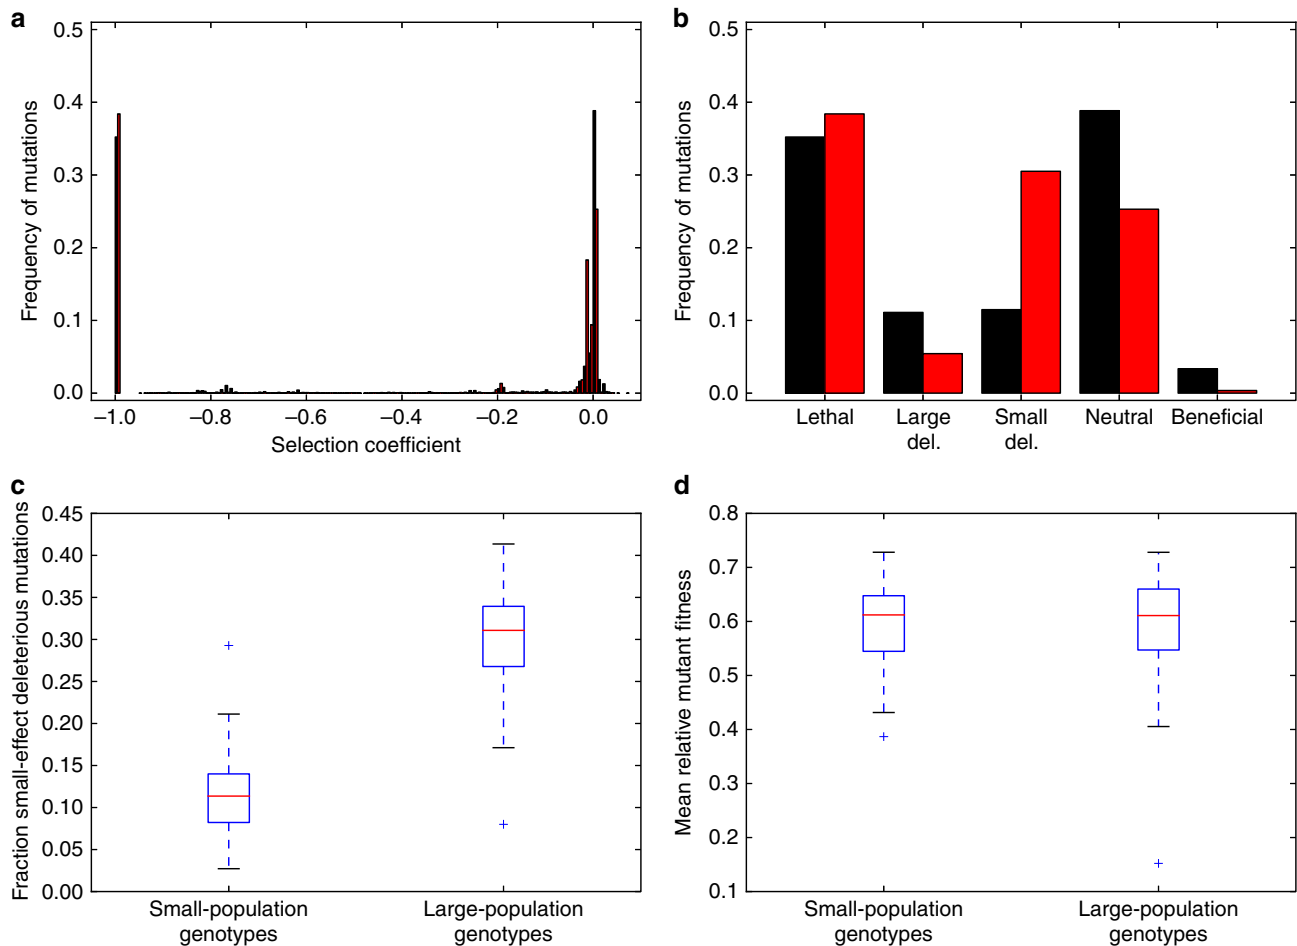 a
0.5
0.4
0.3
0.2
0.1
0.0
Frequency of mutations
−1.0 −0.8 −0.6 −0.4 −0.2 0.0
Selection coefficient
b
0.5
0.4
0.3
0.2
0.1
0.0
Frequency of mutations
Lethal Large Small Neutral Beneficial
del. del.
c
0.45
0.40
0.35
0.30
0.25
0.20
0.15
0.10
0.05
0.00
Fraction small-effect deleterious mutations
Small-population Large-population
genotypes genotypes
d
0.8
0.7
0.6
0.5
0.4
0.3
0.2
0.1
Mean relative mutant fitness
Small-population Large-population
genotypes genotypes